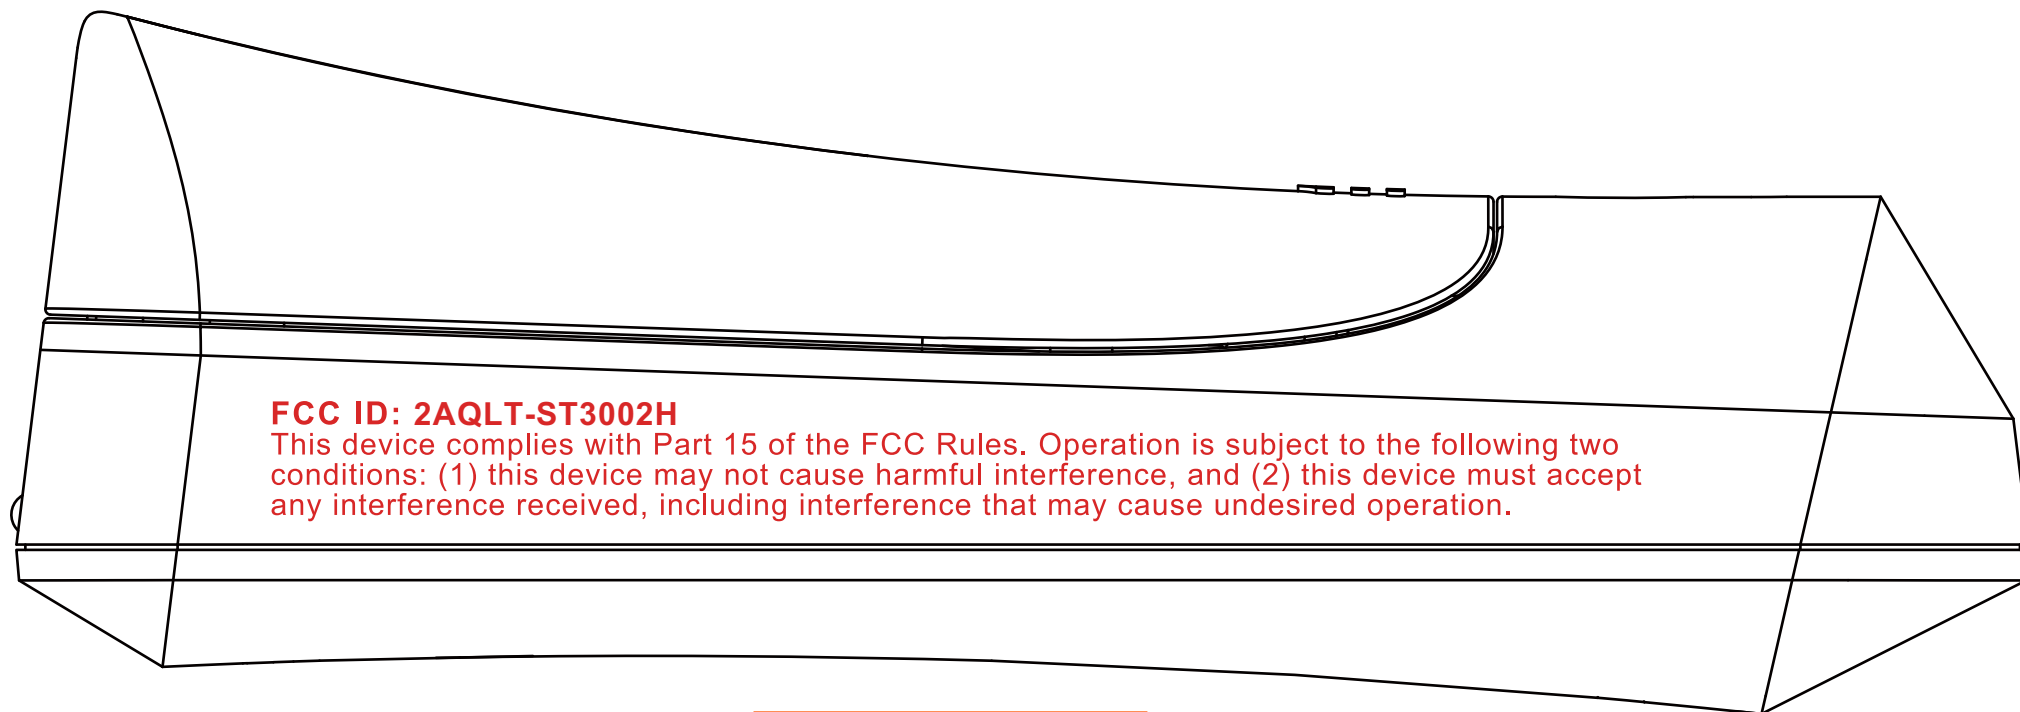 FCC ID: 2AQLT-ST3002H
This device complies with Part 15 of the FCC Rules. Operation is subject to the following two
conditions: (1) this device may not cause harmful interference, and (2) this device must accept
any interference received, including interference that may cause undesired operation.